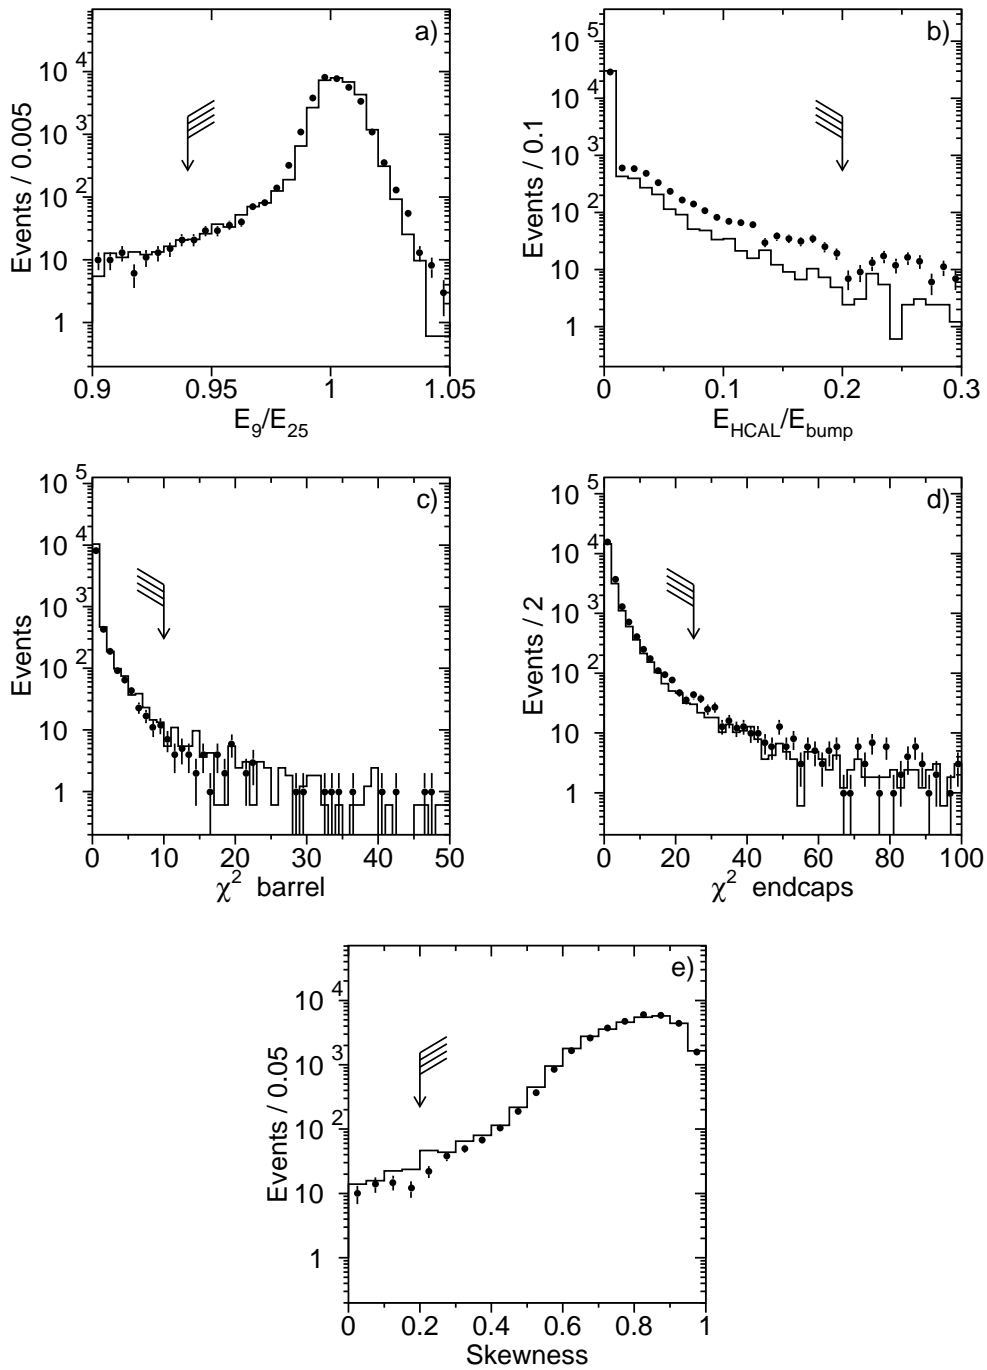 a)
Events / 0.005
10 4
10 3
10 2
10
1
0.9 0.95 1 1.05
E9/E25
b)
Events / 0.1
10 5
10 4
10 3
10 2
10
1
0 0.1 0.2 0.3
EHCAL/Ebump
c)
Events
10 5
10 4
10 3
10 2
10
1
0 10 20 30 40 50
χ2 barrel
d)
Events / 2
10 5
10 4
10 3
10 2
10
1
0 20 40 60 80 100
χ2 endcaps
e)
Events / 0.05
10 4
10 3
10 2
10
1
0 0.2 0.4 0.6 0.8 1
Skewness